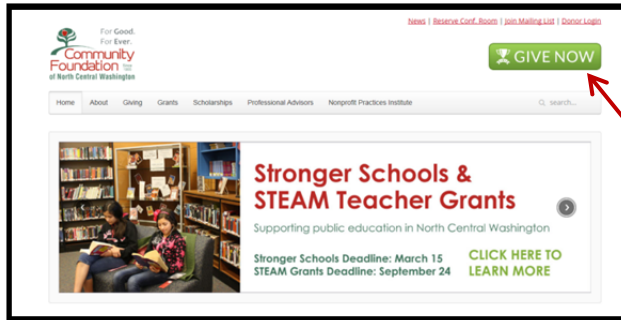 News | Reserve Conf. Room | Join Mailing List | Donor Login
For Good.
For Ever.
Community
Foundation
of North Central Washington
GIVE NOW
Home About Giving Grants Scholarships Professional Advisors Nonprofit Practices Institute search...
Stronger Schools &
STEAM Teacher Grants
Supporting public education in North Central Washington
Stronger Schools Deadline: March 15
STEAM Grants Deadline: September 24
CLICK HERE TO
LEARN MORE